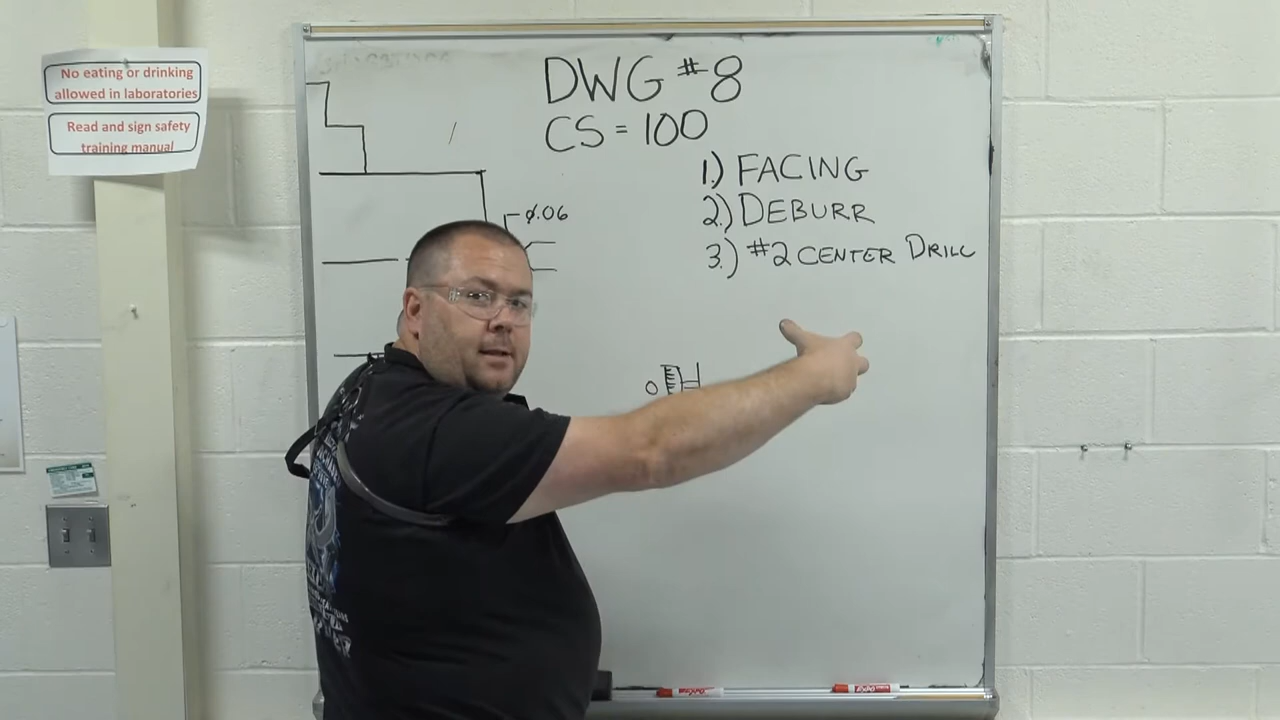 No eating or drinking
allowed in laboratories
Read and sign safety
training manual
DWG #8
CS = 100
1.) FACING
2.) DEBURR
3.) #2 CENTER DRILL
Ø.06
0